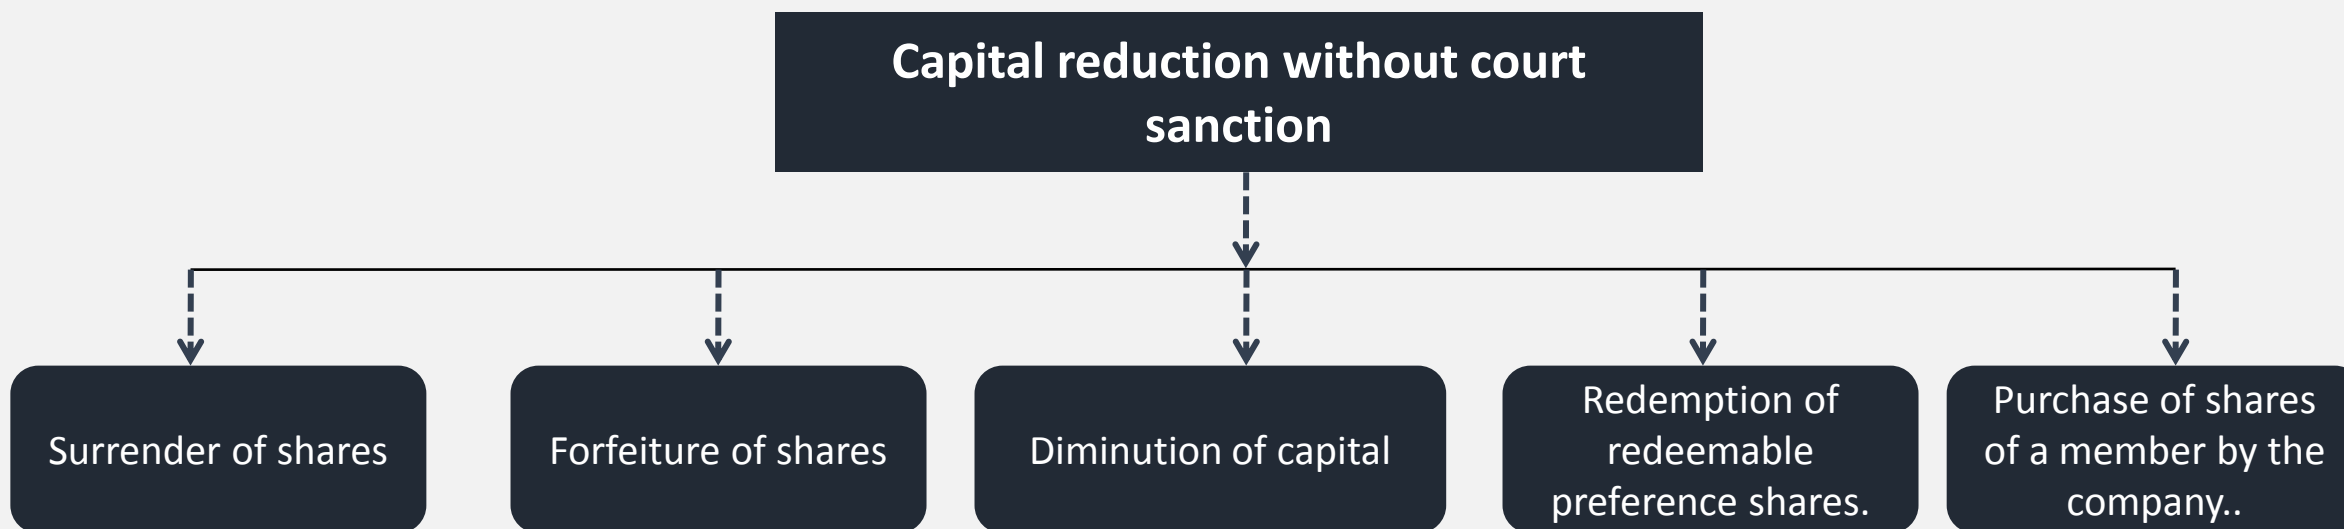 Capital reduction without court
sanction
Surrender of shares
Forfeiture of shares
Diminution of capital
Redemption of
redeemable
preference shares.
Purchase of shares
of a member by the
company..